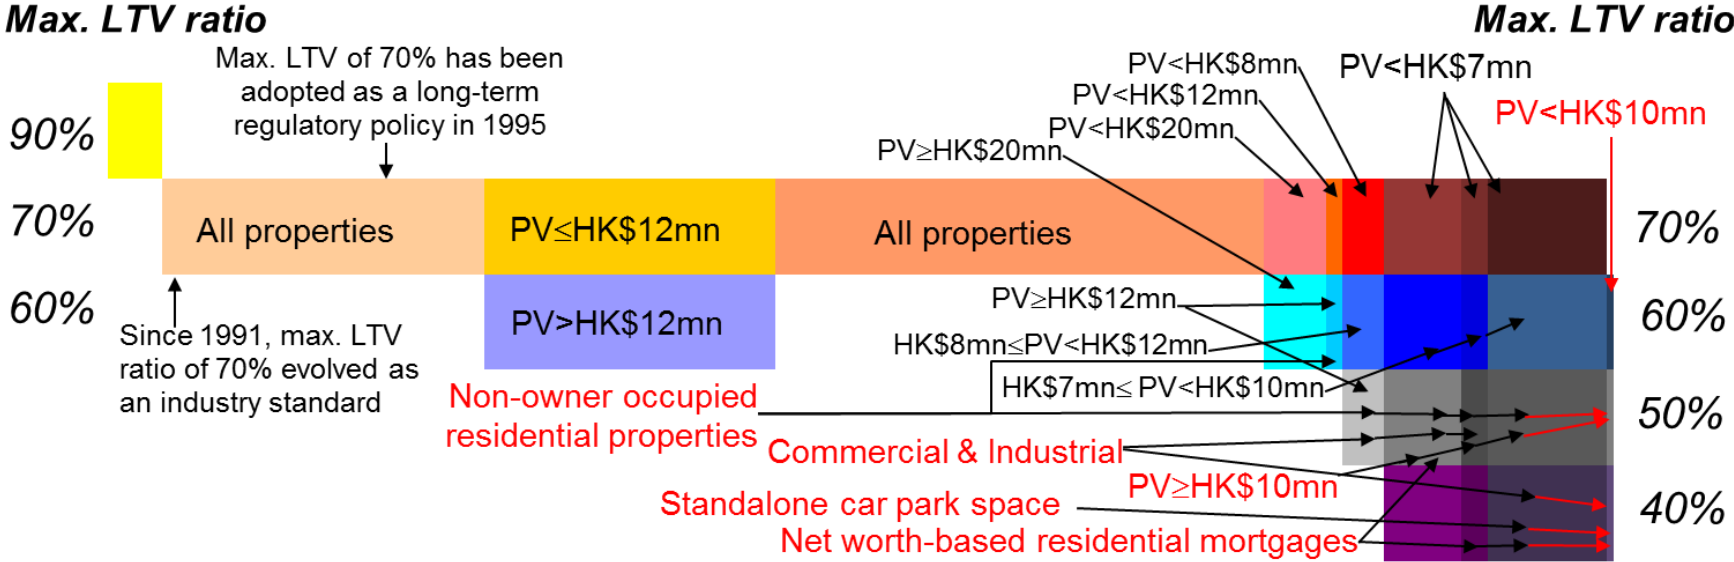 Max. LTV ratio
Max. LTV ratio
Max. LTV of 70% has been
adopted as a long-term
regulatory policy in 1995
PV<HK$8mn
PV<HK$7mn
PV<HK$12mn
PV<HK$10mn
PV<HK$20mn
PV≥HK$20mn
90%
70%
All properties
PV≤HK$12mn
All properties
70%
60%
PV>HK$12mn
PV≥HK$12mn
60%
Since 1991, max. LTV
ratio of 70% evolved as
an industry standard
HK$8mn≤PV<HK$12mn
HK$7mn≤ PV<HK$10mn
Non-owner occupied
residential properties
50%
Commercial & Industrial
PV≥HK$10mn
Standalone car park space
40%
Net worth-based residential mortgages